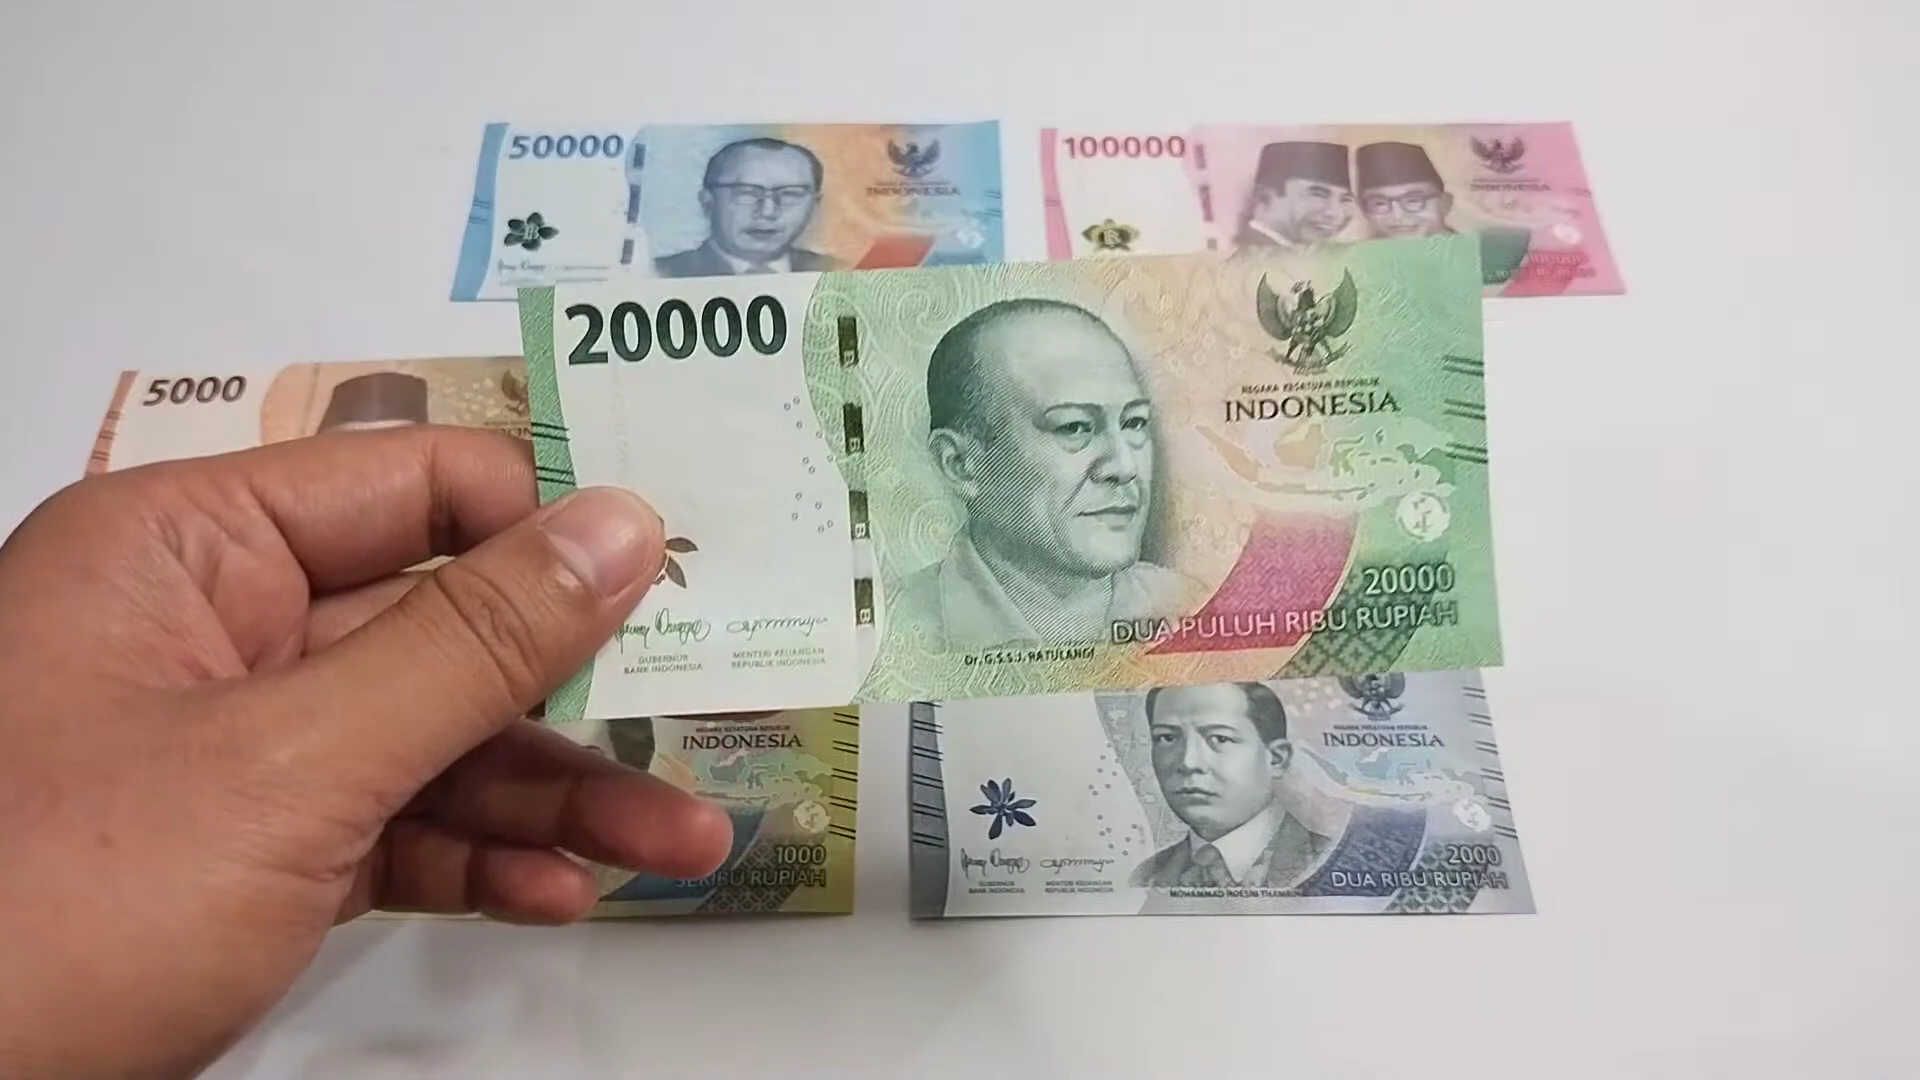 50000
INDONESIA
100000
INDONESIA
5000
20000
NEGARA KESATUAN REPUBLIK
INDONESIA
20000
DUA PULUH RIBU RUPIAH
Dr. G.S.S.J. RATULANGI
GUBERNUR
BANK INDONESIA
MENTERI KEUANGAN
REPUBLIK INDONESIA
INDONESIA
1000
SERIBU RUPIAH
NEGARA KESATUAN REPUBLIK
INDONESIA
2000
DUA RIBU RUPIAH
MOHAMMAD HOESNI THAMRIN
GUBERNUR
BANK INDONESIA
MENTERI KEUANGAN
REPUBLIK INDONESIA